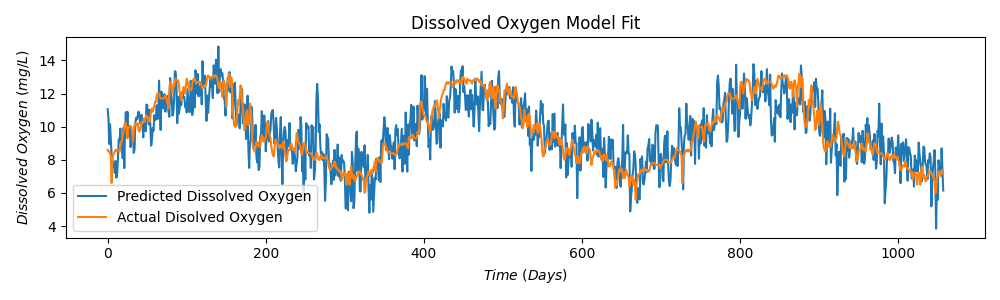 Dissolved Oxygen Model Fit
Dissolved Oxygen (mg/L)
14
12
10
8
6
4
Predicted Dissolved Oxygen
Actual Disolved Oxygen
0 200 400 600 800 1000
Time (Days)